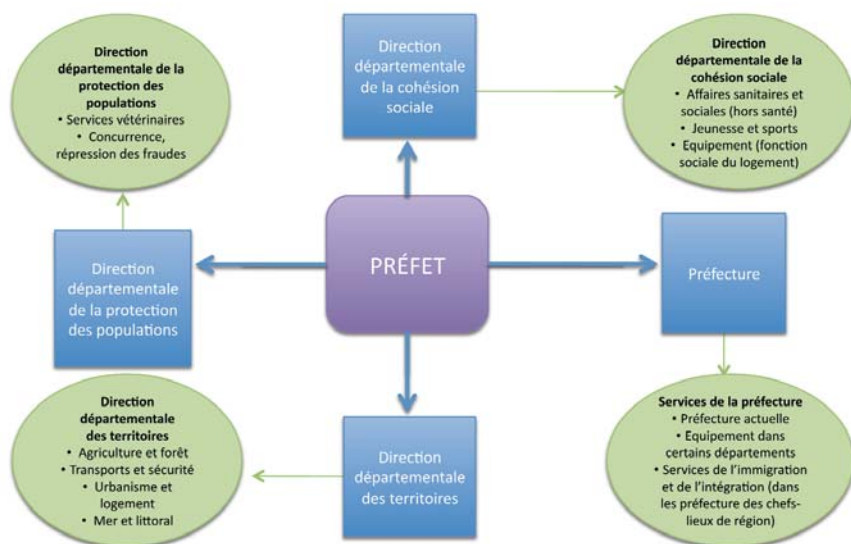 Direction
départementale de la
protection des
populations
• Services vétérinaires
• Concurrence,
répression des fraudes
Direction
départementale
de la cohésion
sociale
Direction
départementale de la
cohésion sociale
• Affaires sanitaires et
sociales (hors santé)
• Jeunesse et sports
• Equipement (fonction
sociale du logement)
Direction
départementale
de la protection
des populations
PRÉFET
Préfecture
Direction
départementale
des territoires
• Agriculture et forêt
• Transports et sécurité
• Urbanisme et
logement
• Mer et littoral
Direction
départementale
des territoires
Services de la préfecture
• Préfecture actuelle
• Equipement dans
certains départements
• Services de l’immigration
et de l’intégration (dans
les préfecture des chefs-
lieux de région)